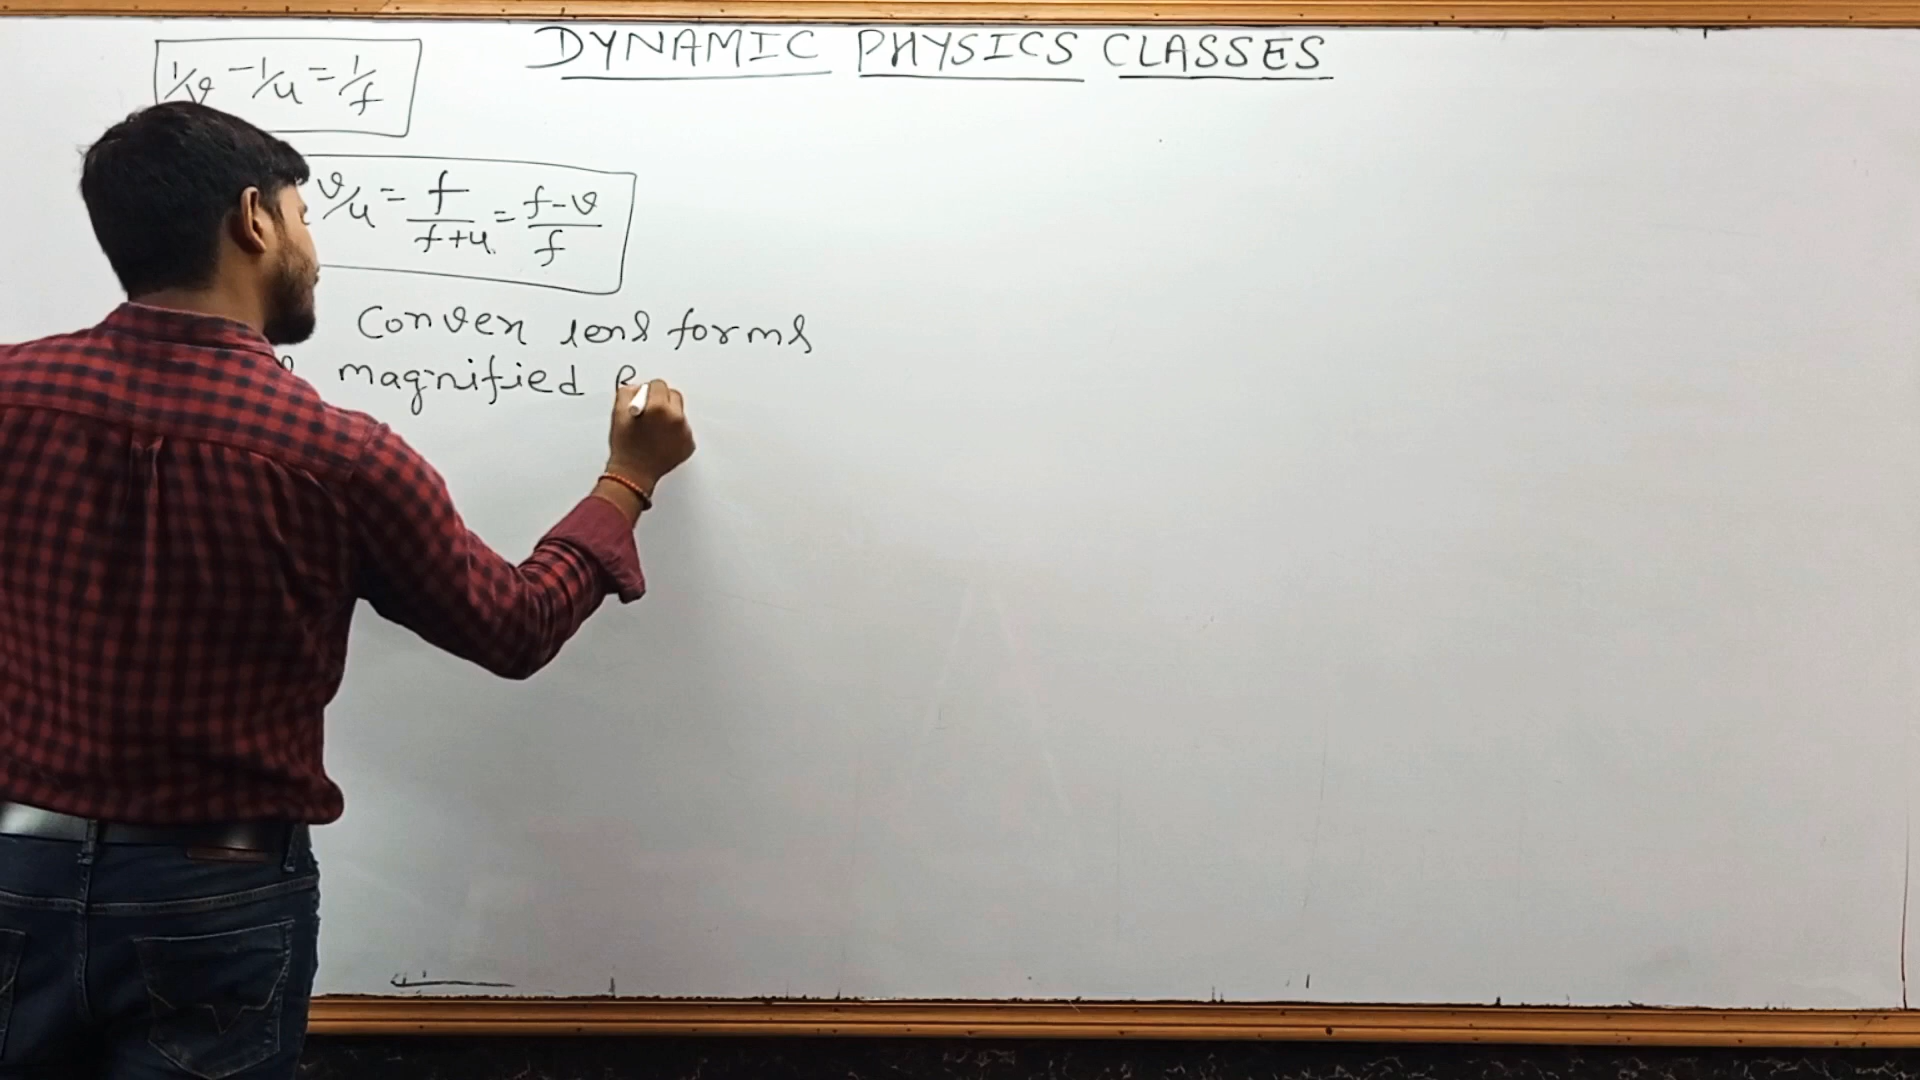 DYNAMIC PHYSICS CLASSES
1/v - 1/u = 1/f
v/u = f/f+u = f-v/f
Convex lens forms
magnified